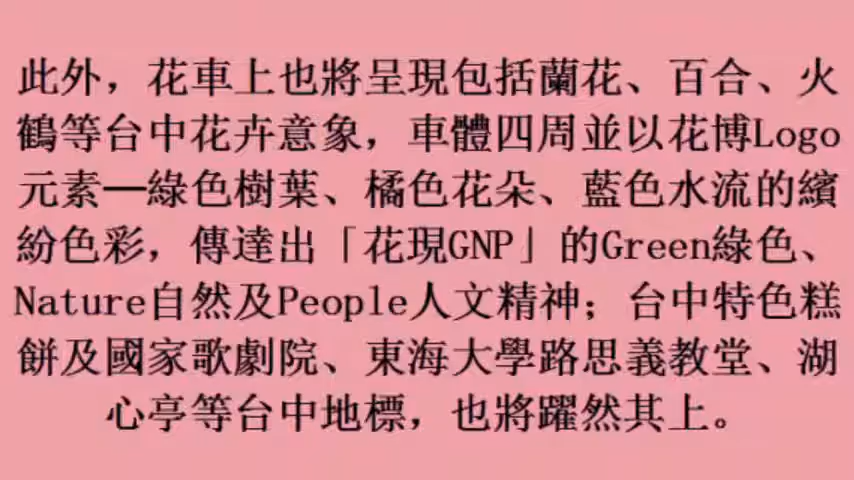 此外，花車上也將呈現包括蘭花、百合、火
鶴等台中花卉意象，車體四周並以花博Logo
元素─綠色樹葉、橘色花朵、藍色水流的繽
紛色彩，傳達出「花現GNP」的Green綠色、
Nature自然及People人文精神；台中特色糕
餅及國家歌劇院、東海大學路思義教堂、湖
心亭等台中地標，也將躍然其上。